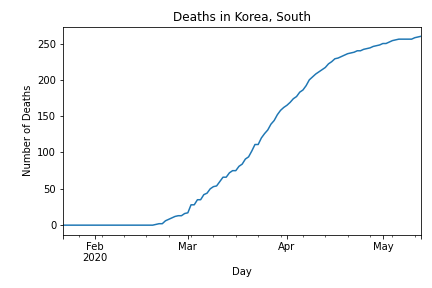 Deaths in Korea, South
Number of Deaths
250
200
150
100
50
0
Feb
2020
Mar
Apr
May
Day